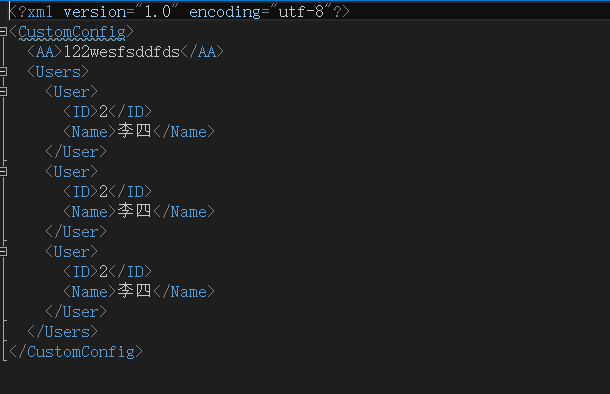 <?xml version="1.0" encoding="utf-8"?>
<CustomConfig>
<AA>122wesfsddfds</AA>
<Users>
<User>
<ID>2</ID>
<Name>李四</Name>
</User>
<User>
<ID>2</ID>
<Name>李四</Name>
</User>
<User>
<ID>2</ID>
<Name>李四</Name>
</User>
</Users>
</CustomConfig>